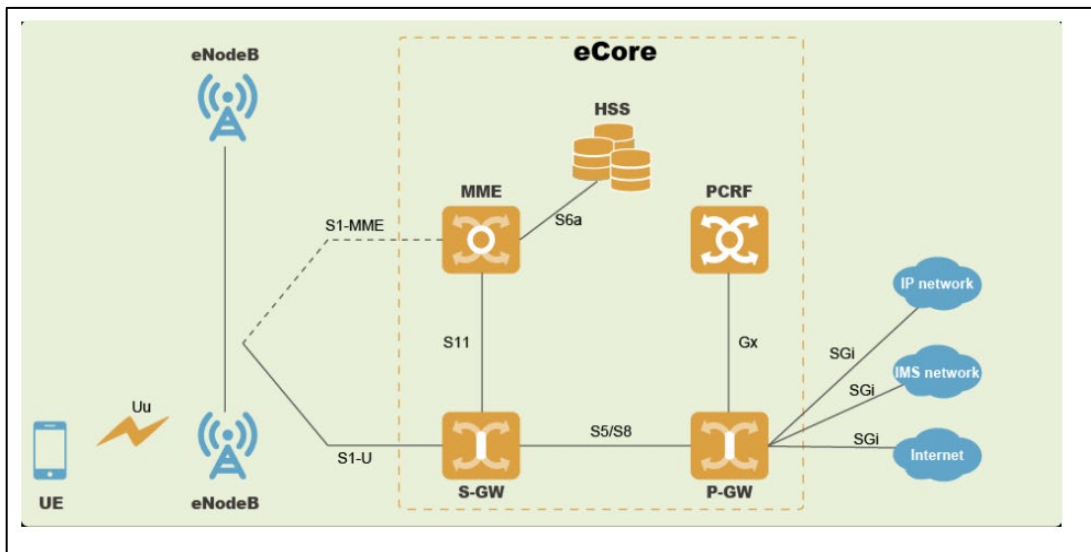 eNodeB
eCore
HSS
MME
PCRF
S1-MME
S6a
IP network
S11
Gx
SGi
IMS network
SGi
Uu
S5/S8
SGi
Internet
S1-U
UE
eNodeB
S-GW
P-GW